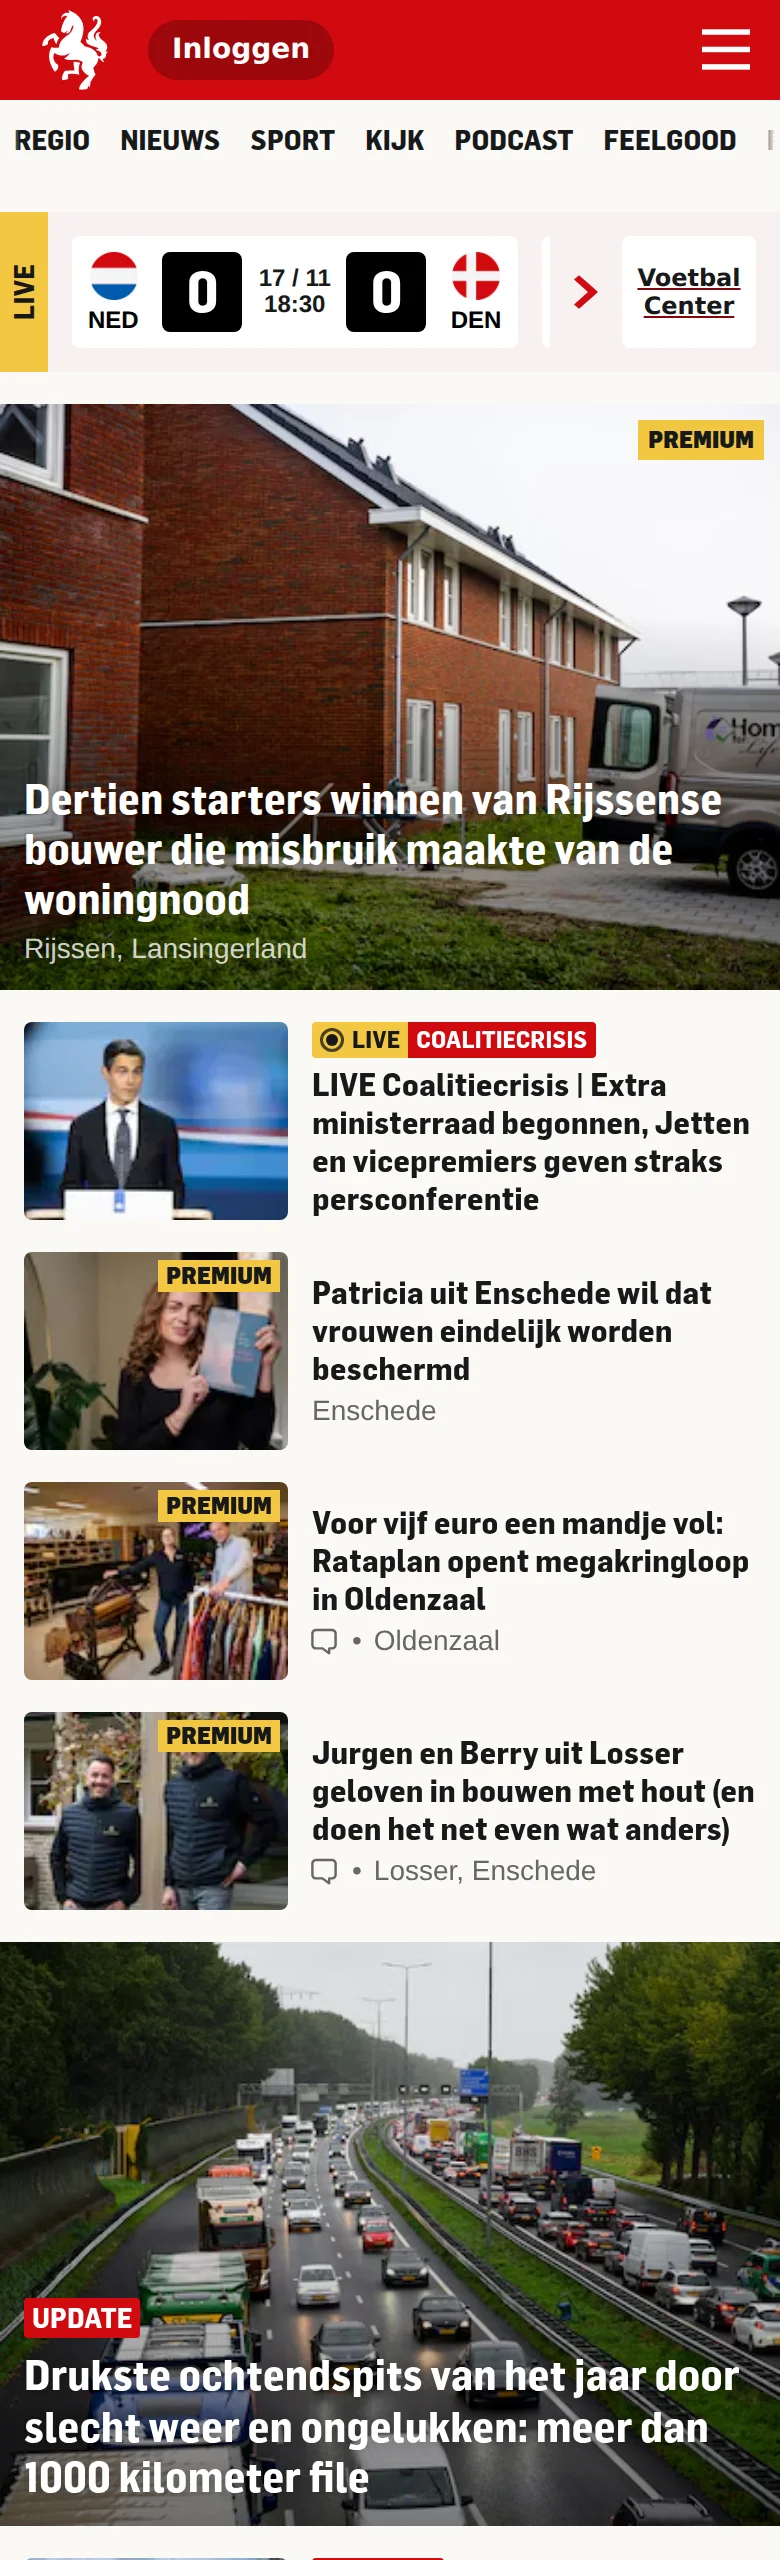 Inloggen
REGIO NIEUWS SPORT KIJK PODCAST FEELGOOD
LIVE
NED
0
17 / 11
18:30
0
DEN
Voetbal
Center
PREMIUM
Hom
Life
Dertien starters winnen van Rijssense
bouwer die misbruik maakte van de
woningnood
Rijssen, Lansingerland
LIVE COALITIECRISIS
LIVE Coalitiecrisis | Extra
ministerraad begonnen, Jetten
en vicepremiers geven straks
persconferentie
PREMIUM
Patricia uit Enschede wil dat
vrouwen eindelijk worden
beschermd
Enschede
PREMIUM
Voor vijf euro een mandje vol:
Rataplan opent megakringloop
in Oldenzaal
• Oldenzaal
PREMIUM
Jurgen en Berry uit Losser
geloven in bouwen met hout (en
doen het net even wat anders)
• Losser, Enschede
BHS
UPDATE
Drukste ochtendspits van het jaar door
slecht weer en ongelukken: meer dan
1000 kilometer file